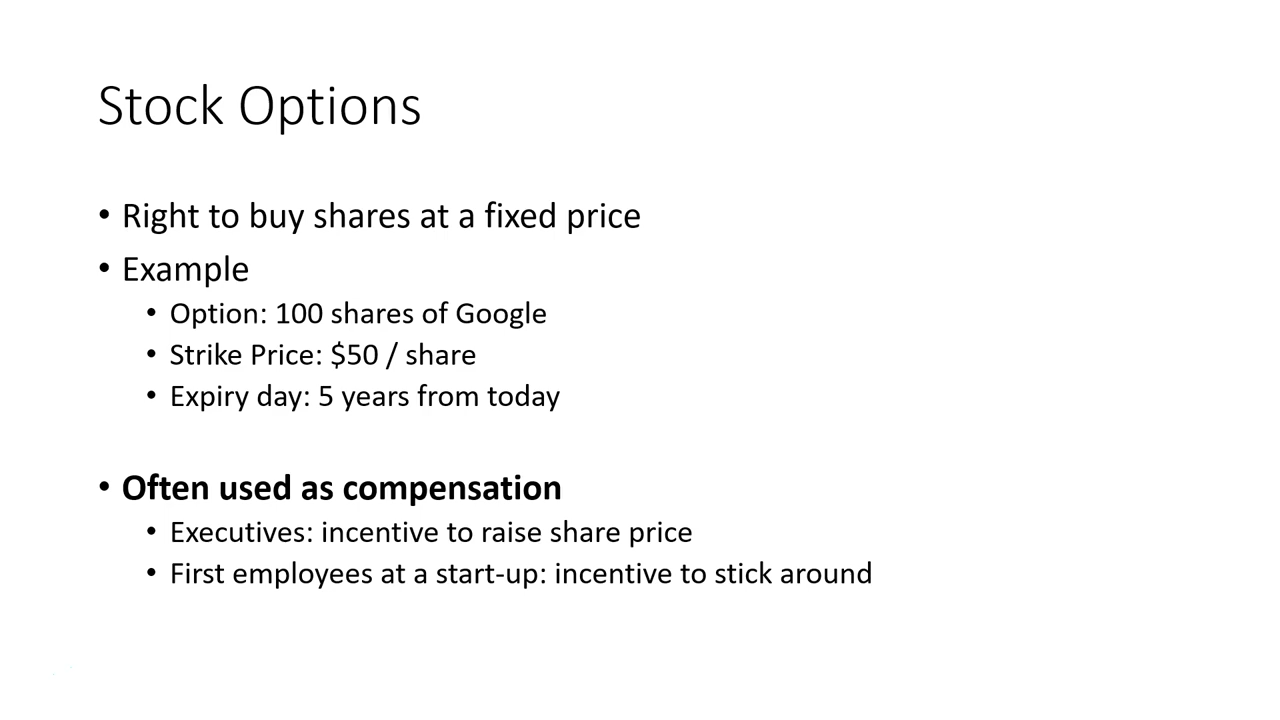 Stock Options
• Right to buy shares at a fixed price
• Example
• Option: 100 shares of Google
• Strike Price: $50 / share
• Expiry day: 5 years from today
• Often used as compensation
• Executives: incentive to raise share price
• First employees at a start-up: incentive to stick around